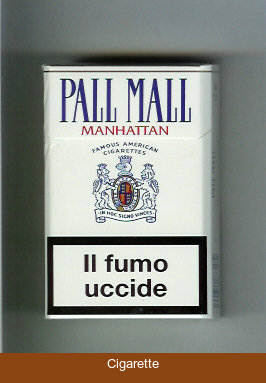 PALL MALL
MANHATTAN
FAMOUS AMERICAN
CIGARETTES
IN HOC SIGNO VINCES
Il fumo
uccide
Cigarette